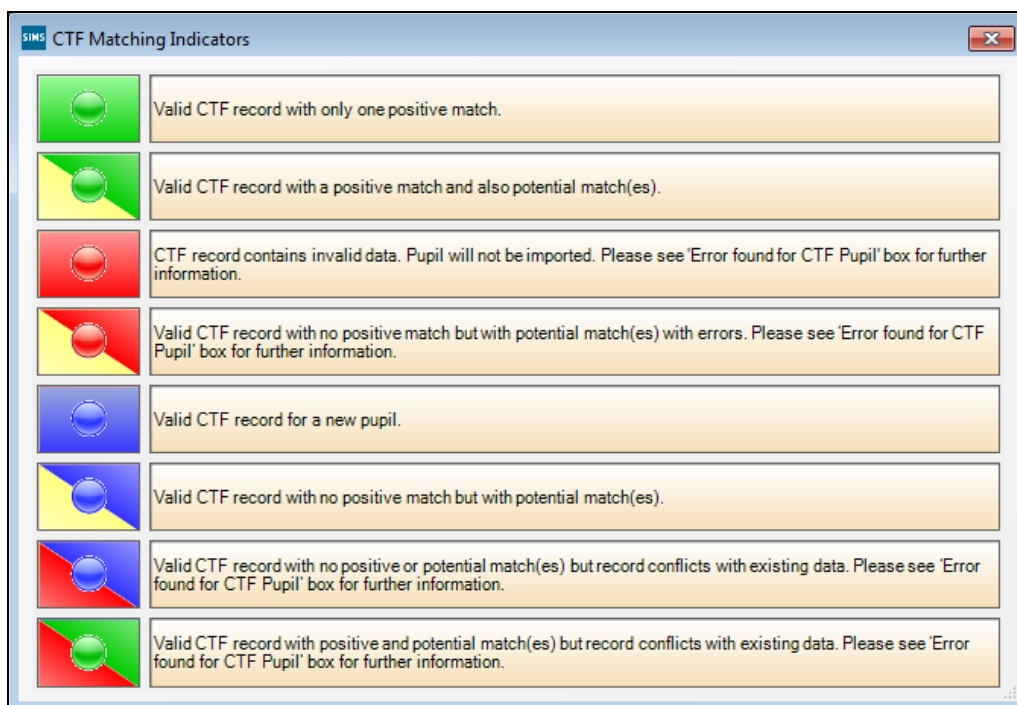 SIMS CTF Matching Indicators
Valid CTF record with only one positive match.
Valid CTF record with a positive match and also potential match(es).
CTF record contains invalid data. Pupil will not be imported. Please see 'Error found for CTF Pupil' box for further
information.
Valid CTF record with no positive match but with potential match(es) with errors. Please see 'Error found for CTF
Pupil' box for further information.
Valid CTF record for a new pupil.
Valid CTF record with no positive match but with potential match(es).
Valid CTF record with no positive or potential match(es) but record conflicts with existing data. Please see 'Error
found for CTF Pupil' box for further information.
Valid CTF record with positive and potential match(es) but record conflicts with existing data. Please see 'Error
found for CTF Pupil' box for further information.